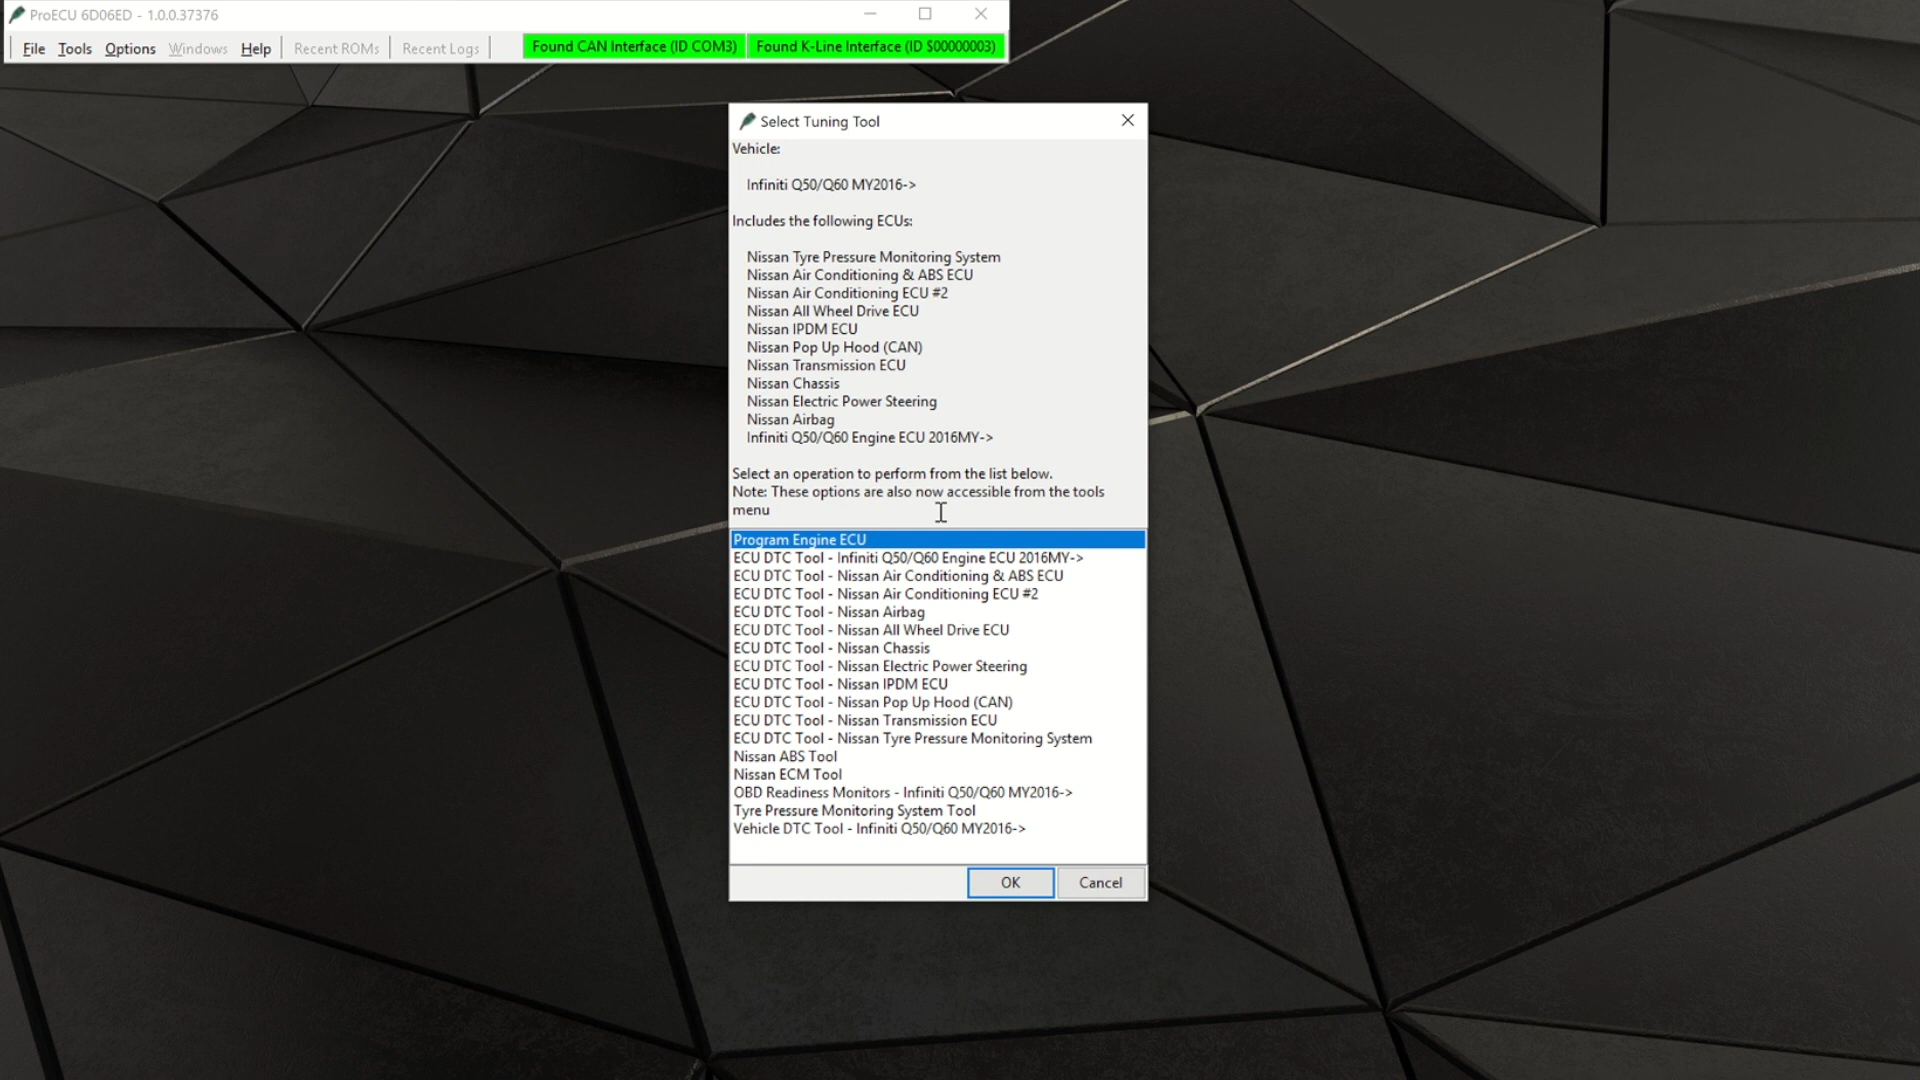 ProECU 6D06ED - 1.0.0.37376
File Tools Options Windows Help Recent ROMs Recent Logs Found CAN Interface (ID COM3) Found K-Line Interface (ID S00000003)
Select Tuning Tool
Vehicle:
Infiniti Q50/Q60 MY2016->
Includes the following ECUs:
Nissan Tyre Pressure Monitoring System
Nissan Air Conditioning & ABS ECU
Nissan Air Conditioning ECU #2
Nissan All Wheel Drive ECU
Nissan IPDM ECU
Nissan Pop Up Hood (CAN)
Nissan Transmission ECU
Nissan Chassis
Nissan Electric Power Steering
Nissan Airbag
Infiniti Q50/Q60 Engine ECU 2016MY->
Select an operation to perform from the list below.
Note: These options are also now accessible from the tools
menu
Program Engine ECU
ECU DTC Tool - Infiniti Q50/Q60 Engine ECU 2016MY->
ECU DTC Tool - Nissan Air Conditioning & ABS ECU
ECU DTC Tool - Nissan Air Conditioning ECU #2
ECU DTC Tool - Nissan Airbag
ECU DTC Tool - Nissan All Wheel Drive ECU
ECU DTC Tool - Nissan Chassis
ECU DTC Tool - Nissan Electric Power Steering
ECU DTC Tool - Nissan IPDM ECU
ECU DTC Tool - Nissan Pop Up Hood (CAN)
ECU DTC Tool - Nissan Transmission ECU
ECU DTC Tool - Nissan Tyre Pressure Monitoring System
Nissan ABS Tool
Nissan ECM Tool
OBD Readiness Monitors - Infiniti Q50/Q60 MY2016->
Tyre Pressure Monitoring System Tool
Vehicle DTC Tool - Infiniti Q50/Q60 MY2016->
OK Cancel